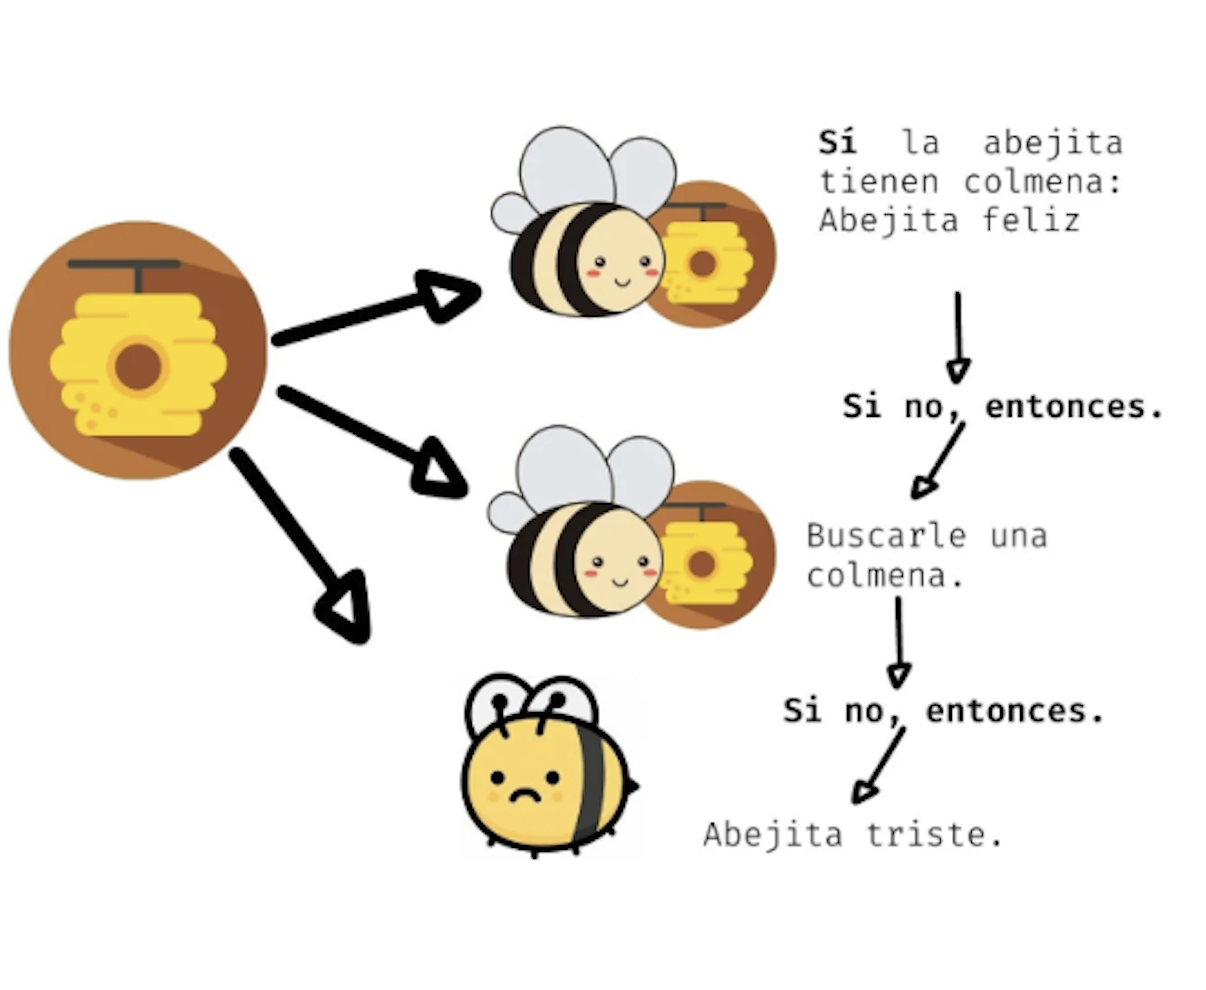 Sí la abejita
tienen colmena:
Abejita feliz
Si no, entonces.
Buscarle una
colmena.
Si no, entonces.
Abejita triste.